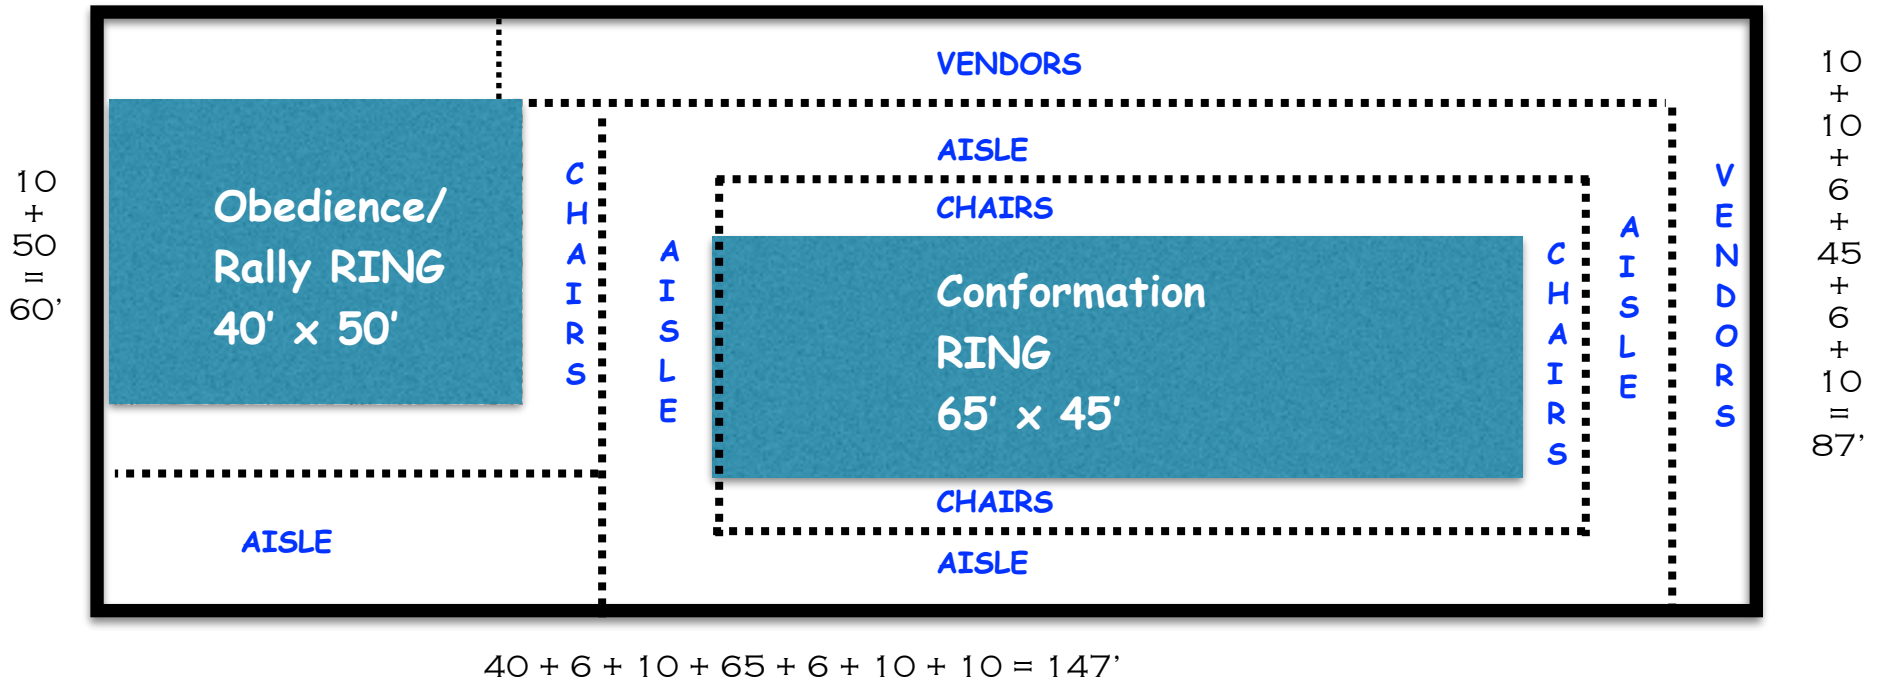 VENDORS
10
+
10
+
6
+
45
+
6
+
10
=
87’
AISLE
CHAIRS
10
+
50
=
60’
Obedience/
Rally RING
40’ x 50’
C
H
A
I
R
S
A
I
S
L
E
Conformation
RING
65’ x 45’
C
H
A
I
R
S
A
I
S
L
E
V
E
N
D
O
R
S
CHAIRS
AISLE
AISLE
40 + 6 + 10 + 65 + 6 + 10 + 10 = 147’